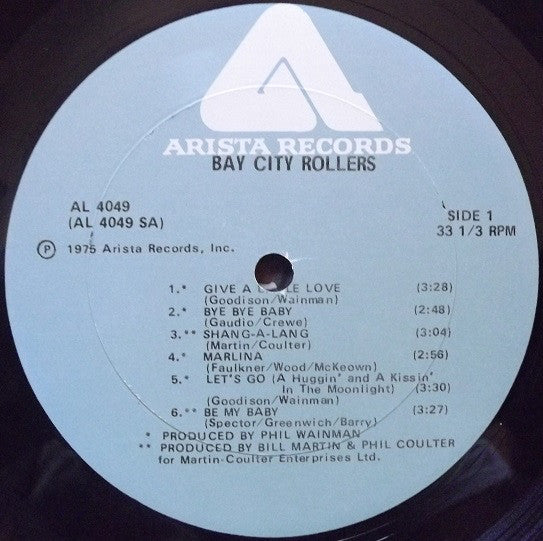 ARISTA RECORDS
BAY CITY ROLLERS
AL 4049
(AL 4049 SA)
SIDE 1
33 1/3 RPM
Ⓟ 1975 Arista Records, Inc.
1.* GIVE A LE LOVE (3:28)
(Goodison/Wainman)
2.* BYE BYE BABY (2:48)
(Gaudio/Crewe)
3.** SHANG-A-LANG (3:04)
(Martin/Coulter)
4.* MARLINA (2:56)
(Faulkner/Wood/McKeown)
5.* LET'S GO (A Huggin' and A Kissin'
In The Moonlight) (3:30)
(Goodison/Wainman)
6.** BE MY BABY (3:27)
(Spector/Greenwich/Barry)
* PRODUCED BY PHIL WAINMAN
** PRODUCED BY BILL MARTIN & PHIL COULTER
for Martin-Coulter Enterprises Ltd.